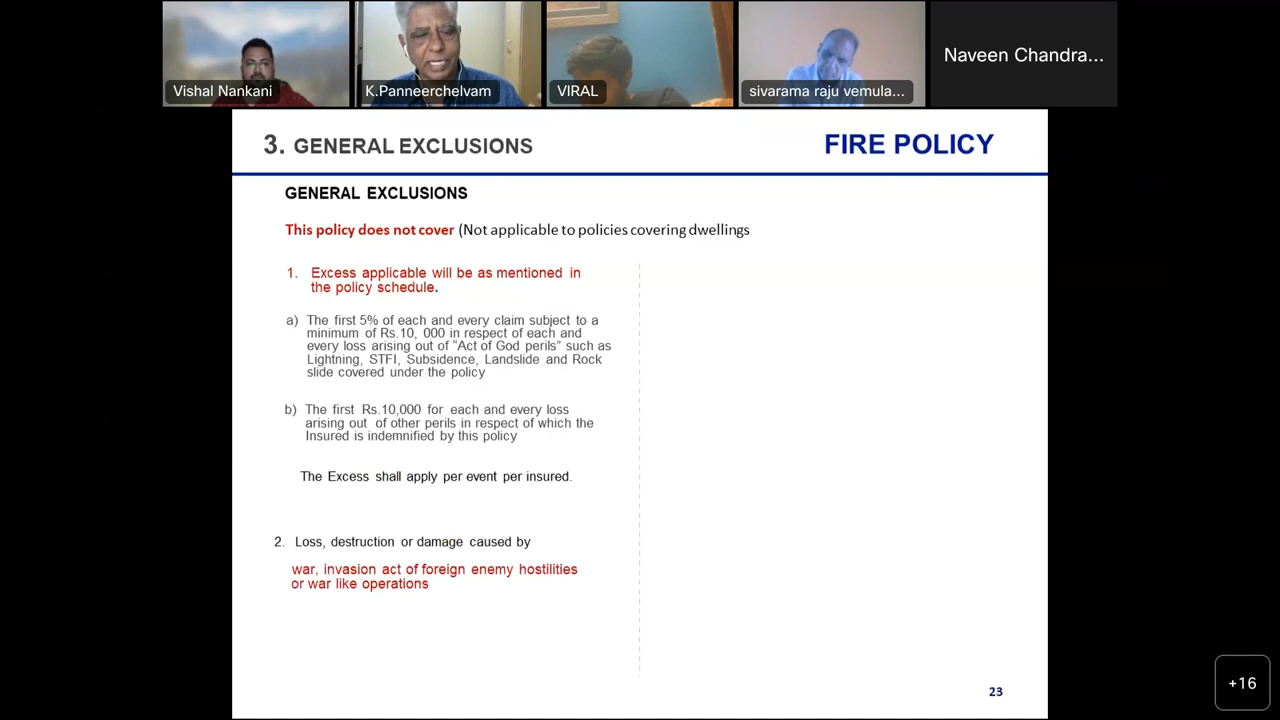 Vishal Nankani
K.Panneerchelvam
VIRAL
sivarama raju vemula...
Naveen Chandra...
3. GENERAL EXCLUSIONS
FIRE POLICY
GENERAL EXCLUSIONS
This policy does not cover (Not applicable to policies covering dwellings
1. Excess applicable will be as mentioned in
the policy schedule.
a) The first 5% of each and every claim subject to a
minimum of Rs.10, 000 in respect of each and
every loss arising out of “Act of God perils” such as
Lightning, STFI, Subsidence, Landslide and Rock
slide covered under the policy
b) The first Rs.10,000 for each and every loss
arising out of other perils in respect of which the
Insured is indemnified by this policy
The Excess shall apply per event per insured.
2. Loss, destruction or damage caused by
war, invasion act of foreign enemy hostilities
or war like operations
23
+16